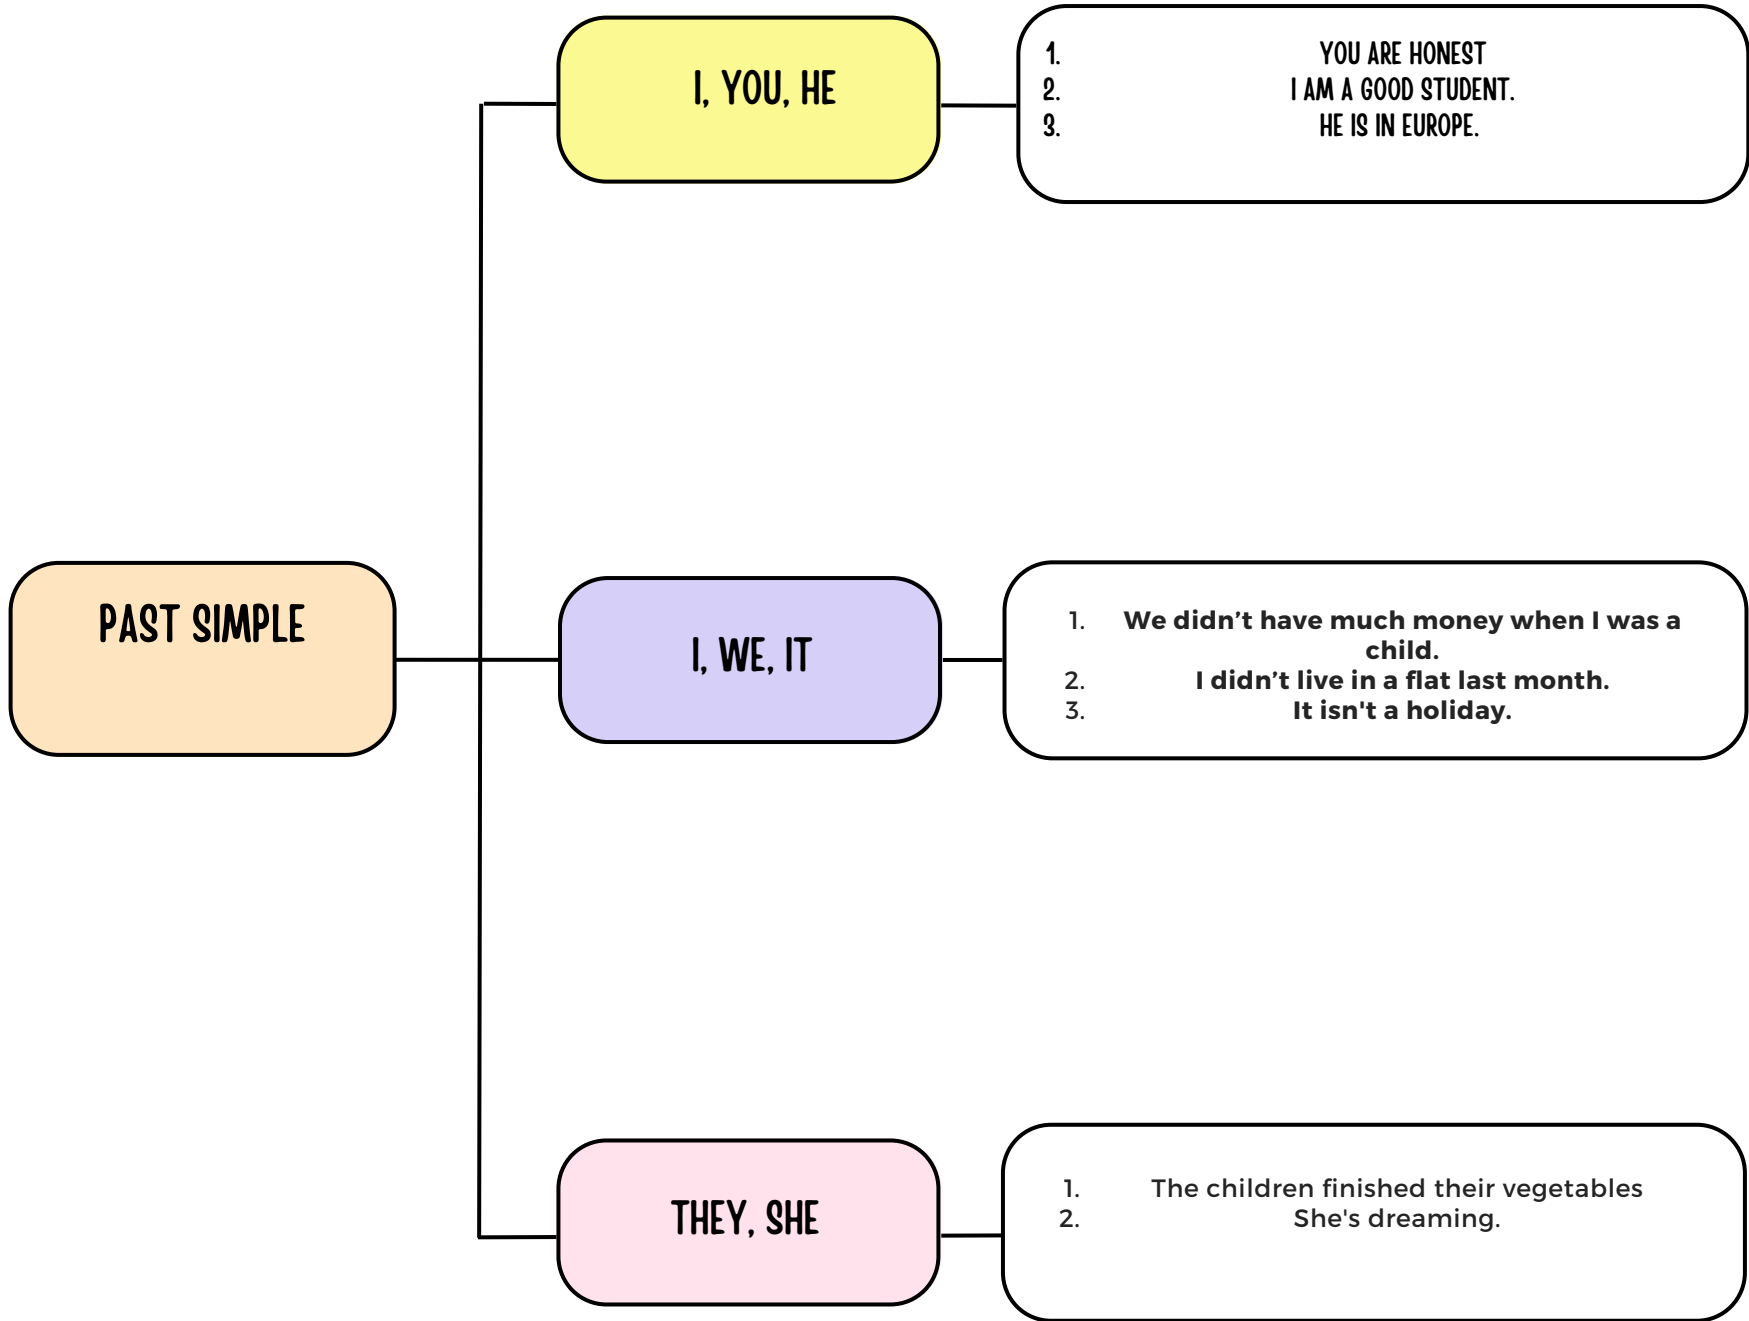 I, YOU, HE
1. YOU ARE HONEST
2. I AM A GOOD STUDENT.
3. HE IS IN EUROPE.
PAST SIMPLE
I, WE, IT
1. We didn’t have much money when I was a
child.
2. I didn’t live in a flat last month.
3. It isn't a holiday.
THEY, SHE
1. The children finished their vegetables
2. She's dreaming.